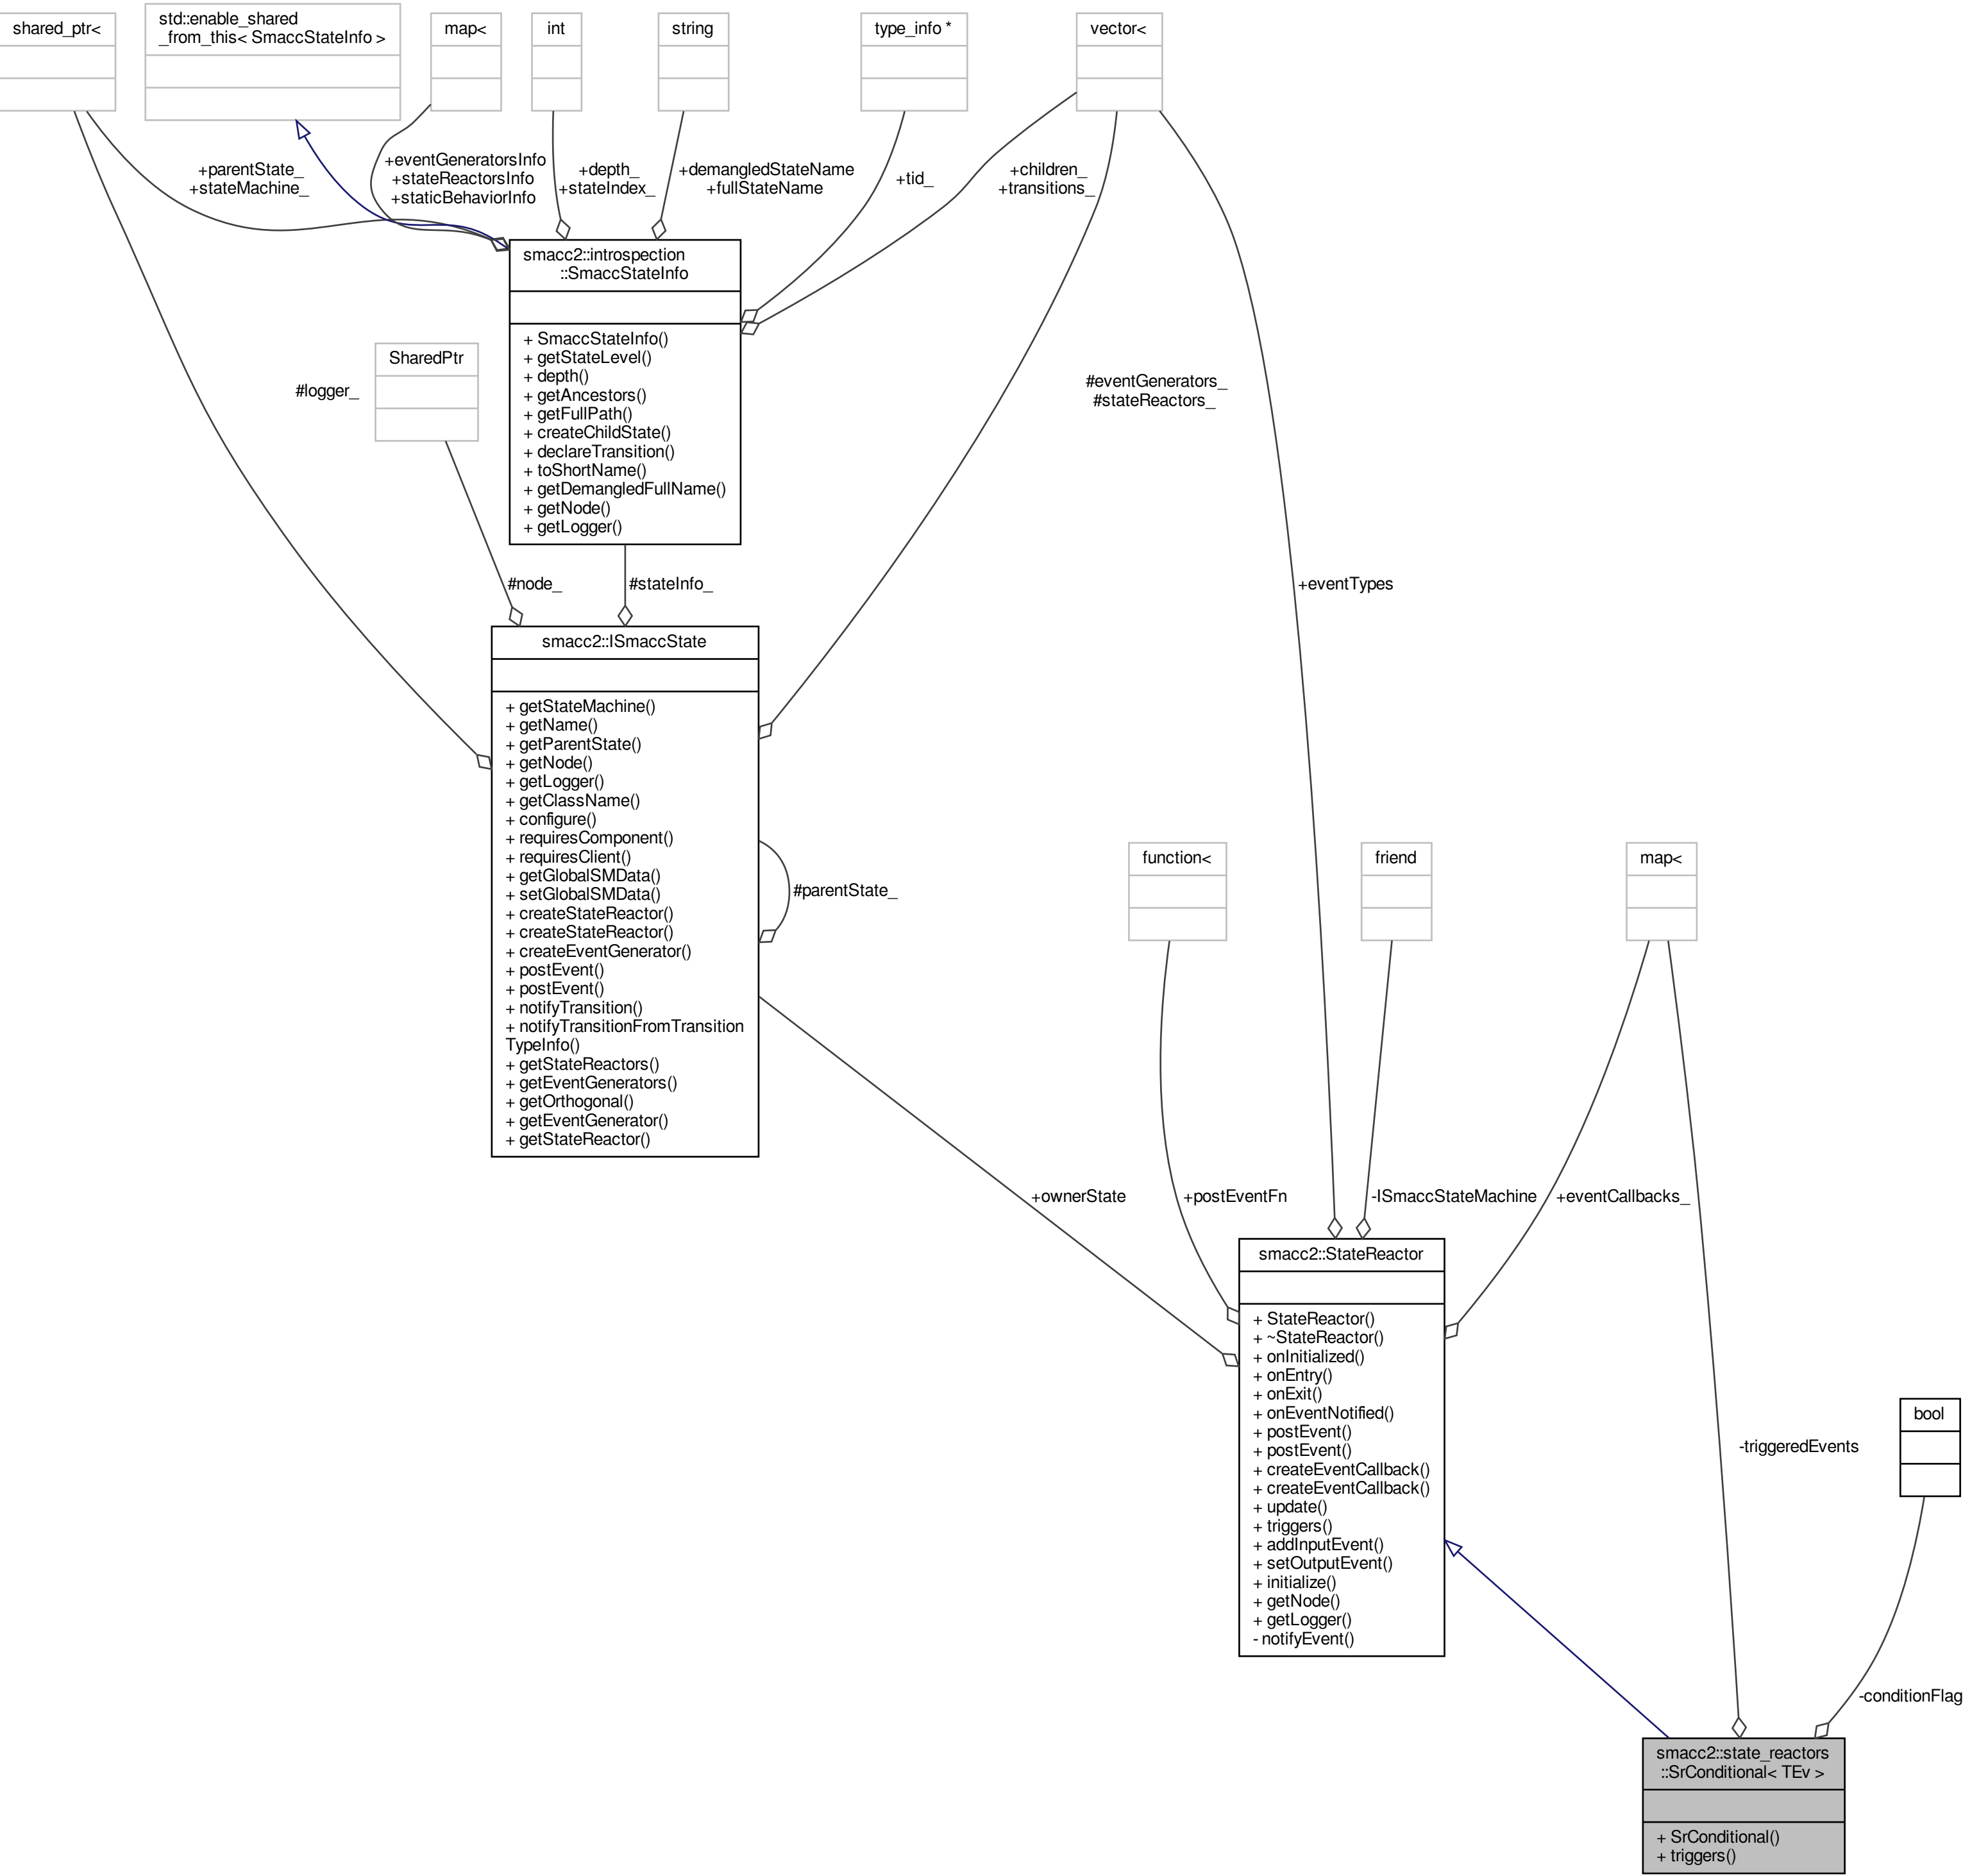 shared_ptr<
std::enable_shared
_from_this< SmaccStateInfo >
map<
int
string
type_info *
vector<
+parentState_
+stateMachine_
+eventGeneratorsInfo
+stateReactorsInfo
+staticBehaviorInfo
+depth_
+stateIndex_
+demangledStateName
+fullStateName
+tid_
+children_
+transitions_
smacc2::introspection
::SmaccStateInfo
+ SmaccStateInfo()
+ getStateLevel()
+ depth()
+ getAncestors()
+ getFullPath()
+ createChildState()
+ declareTransition()
+ toShortName()
+ getDemangledFullName()
+ getNode()
+ getLogger()
SharedPtr
#logger_
#eventGenerators_
#stateReactors_
#node_
#stateInfo_
+eventTypes
smacc2::ISmaccState
+ getStateMachine()
+ getName()
+ getParentState()
+ getNode()
+ getLogger()
+ getClassName()
+ configure()
+ requiresComponent()
+ requiresClient()
+ getGlobalSMData()
+ setGlobalSMData()
+ createStateReactor()
+ createStateReactor()
+ createEventGenerator()
+ postEvent()
+ postEvent()
+ notifyTransition()
+ notifyTransitionFromTransition
TypeInfo()
+ getStateReactors()
+ getEventGenerators()
+ getOrthogonal()
+ getEventGenerator()
+ getStateReactor()
#parentState_
function<
friend
map<
+ownerState
+postEventFn
-ISmaccStateMachine
+eventCallbacks_
smacc2::StateReactor
+ StateReactor()
+ ~StateReactor()
+ onInitialized()
+ onEntry()
+ onExit()
+ onEventNotified()
+ postEvent()
+ postEvent()
+ createEventCallback()
+ createEventCallback()
+ update()
+ triggers()
+ addInputEvent()
+ setOutputEvent()
+ initialize()
+ getNode()
+ getLogger()
- notifyEvent()
-triggeredEvents
bool
-conditionFlag
smacc2::state_reactors
::SrConditional< TEv >
+ SrConditional()
+ triggers()